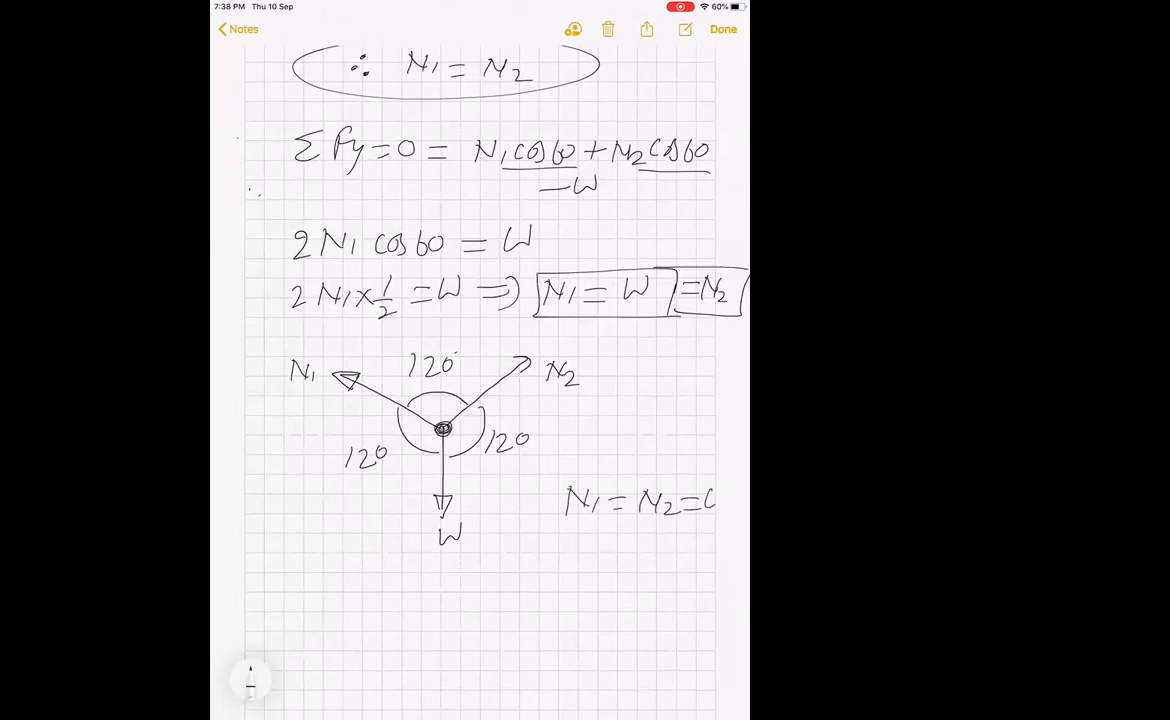 7:38 PM Thu 10 Sep 60%
Notes Done
∴ N1 = N2
ΣFy=0 = N1 cos60 + N2 cos60
-W
2 N1 cos60 = W
2 N1 × 1/2 = W ⇒ N1 = W = N2
N1 120° N2
120 120
N1 = N2 =
W